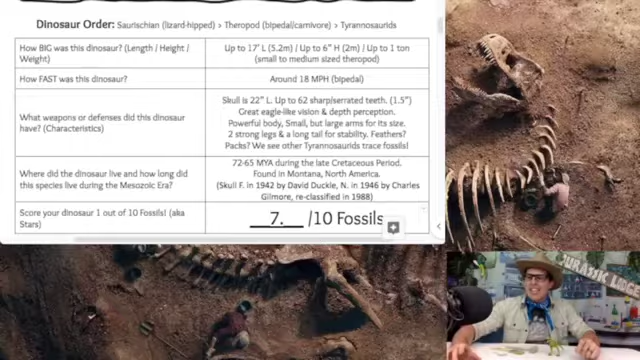 Dinosaur Order: Saurischian (lizard-hipped) > Theropod (bipedal/carnivore) > Tyrannosaurids
How BIG was this dinosaur? (Length / Height /
Weight)
Up to 17' L (5.2m) / Up to 6" H (2m) / Up to 1 ton
(small to medium sized theropod)
How FAST was this dinosaur?
Around 18 MPH (bipedal)
What weapons or defenses did this dinosaur
have? (Characteristics)
Skull is 22” L. Up to 62 sharp/serrated teeth. (1.5”)
Great eagle-like vision & depth perception.
Powerful body, Small, but large arms for its size.
2 strong legs & a long tail for stability. Feathers?
Packs? We see other Tyrannosaurids trace fossils!
Where did the dinosaur live and how long did
this species live during the Mesozoic Era?
72-65 MYA during the late Cretaceous Period.
Found in Montana, North America.
(Skull F. in 1942 by David Duckle, N. in 1946 by Charles
Gilmore, re-classified in 1988)
Score your dinosaur 1 out of 10 Fossils! (aka
Stars)
7. /10 Fossils
JURASSIC LODGE